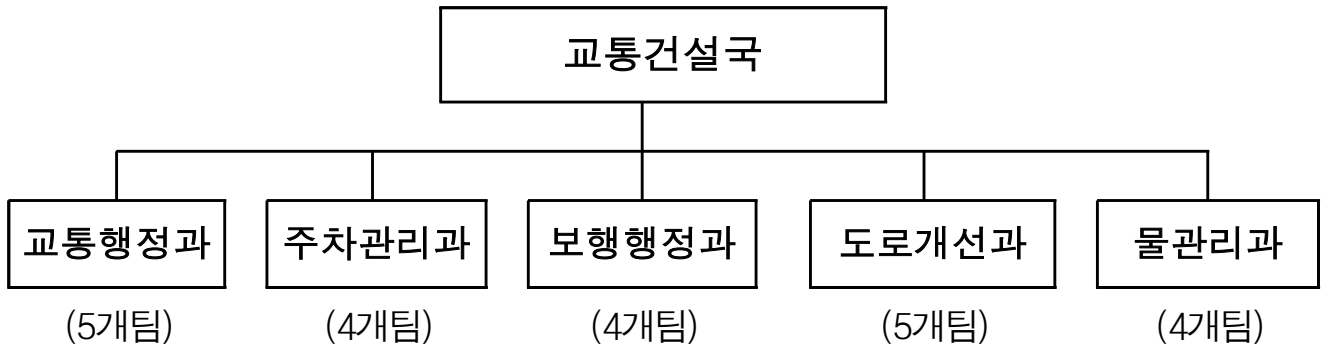 교통건설국
교통행정과 주차관리과 보행행정과 도로개선과 물관리과
(5개팀) (4개팀) (4개팀) (5개팀) (4개팀)